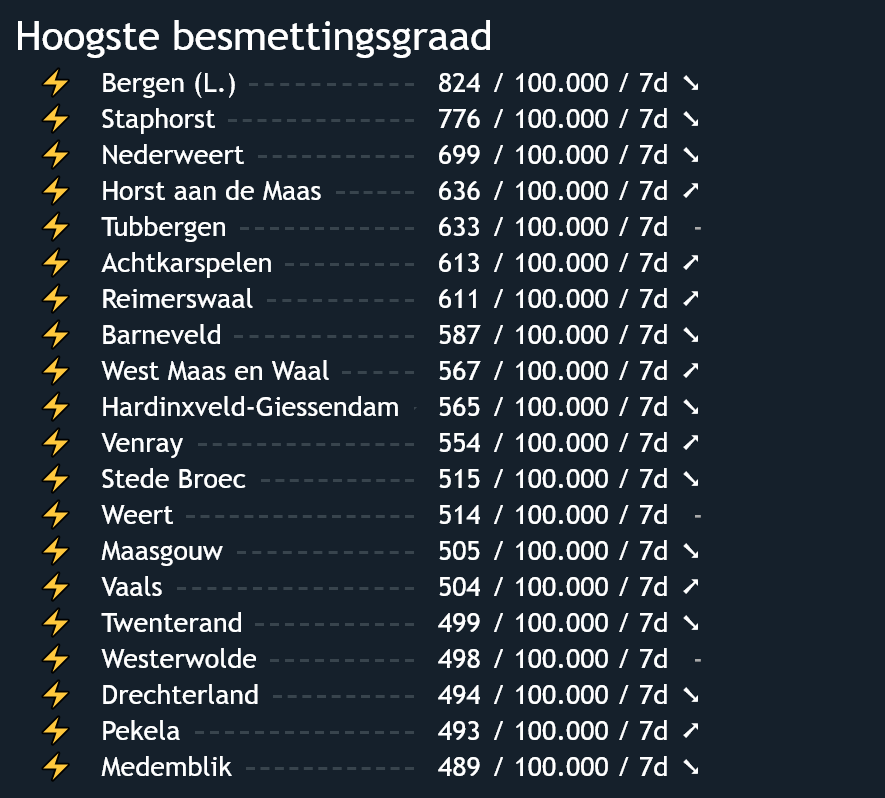 Hoogste besmettingsgraad
Bergen (L.) 824 / 100.000 / 7d ➘
Staphorst 776 / 100.000 / 7d ➘
Nederweert 699 / 100.000 / 7d ➘
Horst aan de Maas 636 / 100.000 / 7d ➚
Tubbergen 633 / 100.000 / 7d -
Achtkarspelen 613 / 100.000 / 7d ➚
Reimerswaal 611 / 100.000 / 7d ➚
Barneveld 587 / 100.000 / 7d ➘
West Maas en Waal 567 / 100.000 / 7d ➚
Hardinxveld-Giessendam 565 / 100.000 / 7d ➘
Venray 554 / 100.000 / 7d ➚
Stede Broec 515 / 100.000 / 7d ➘
Weert 514 / 100.000 / 7d -
Maasgouw 505 / 100.000 / 7d ➘
Vaals 504 / 100.000 / 7d ➚
Twenterand 499 / 100.000 / 7d ➘
Westerwolde 498 / 100.000 / 7d -
Drechterland 494 / 100.000 / 7d ➘
Pekela 493 / 100.000 / 7d ➚
Medemblik 489 / 100.000 / 7d ➘